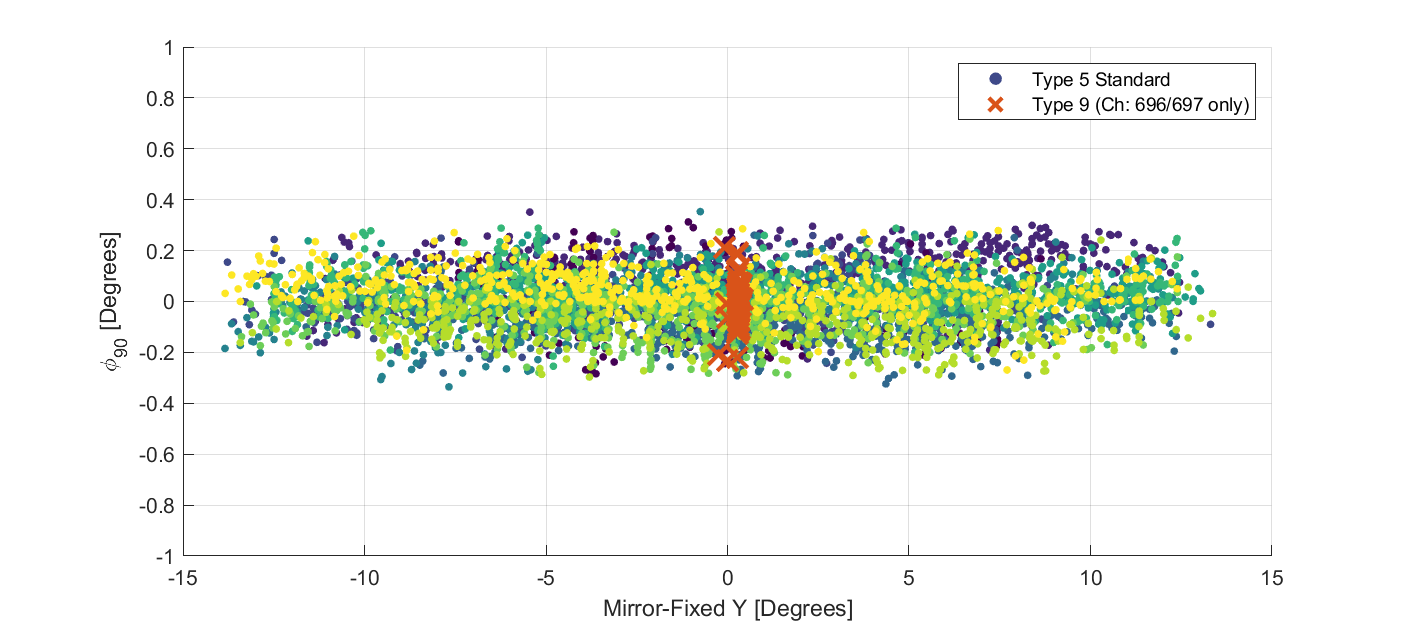 1
0.8
0.6
0.4
0.2
0
-0.2
-0.4
-0.6
-0.8
-1
ϕ90 [Degrees]
Type 5 Standard
Type 9 (Ch: 696/697 only)
-15 -10 -5 0 5 10 15
Mirror-Fixed Y [Degrees]